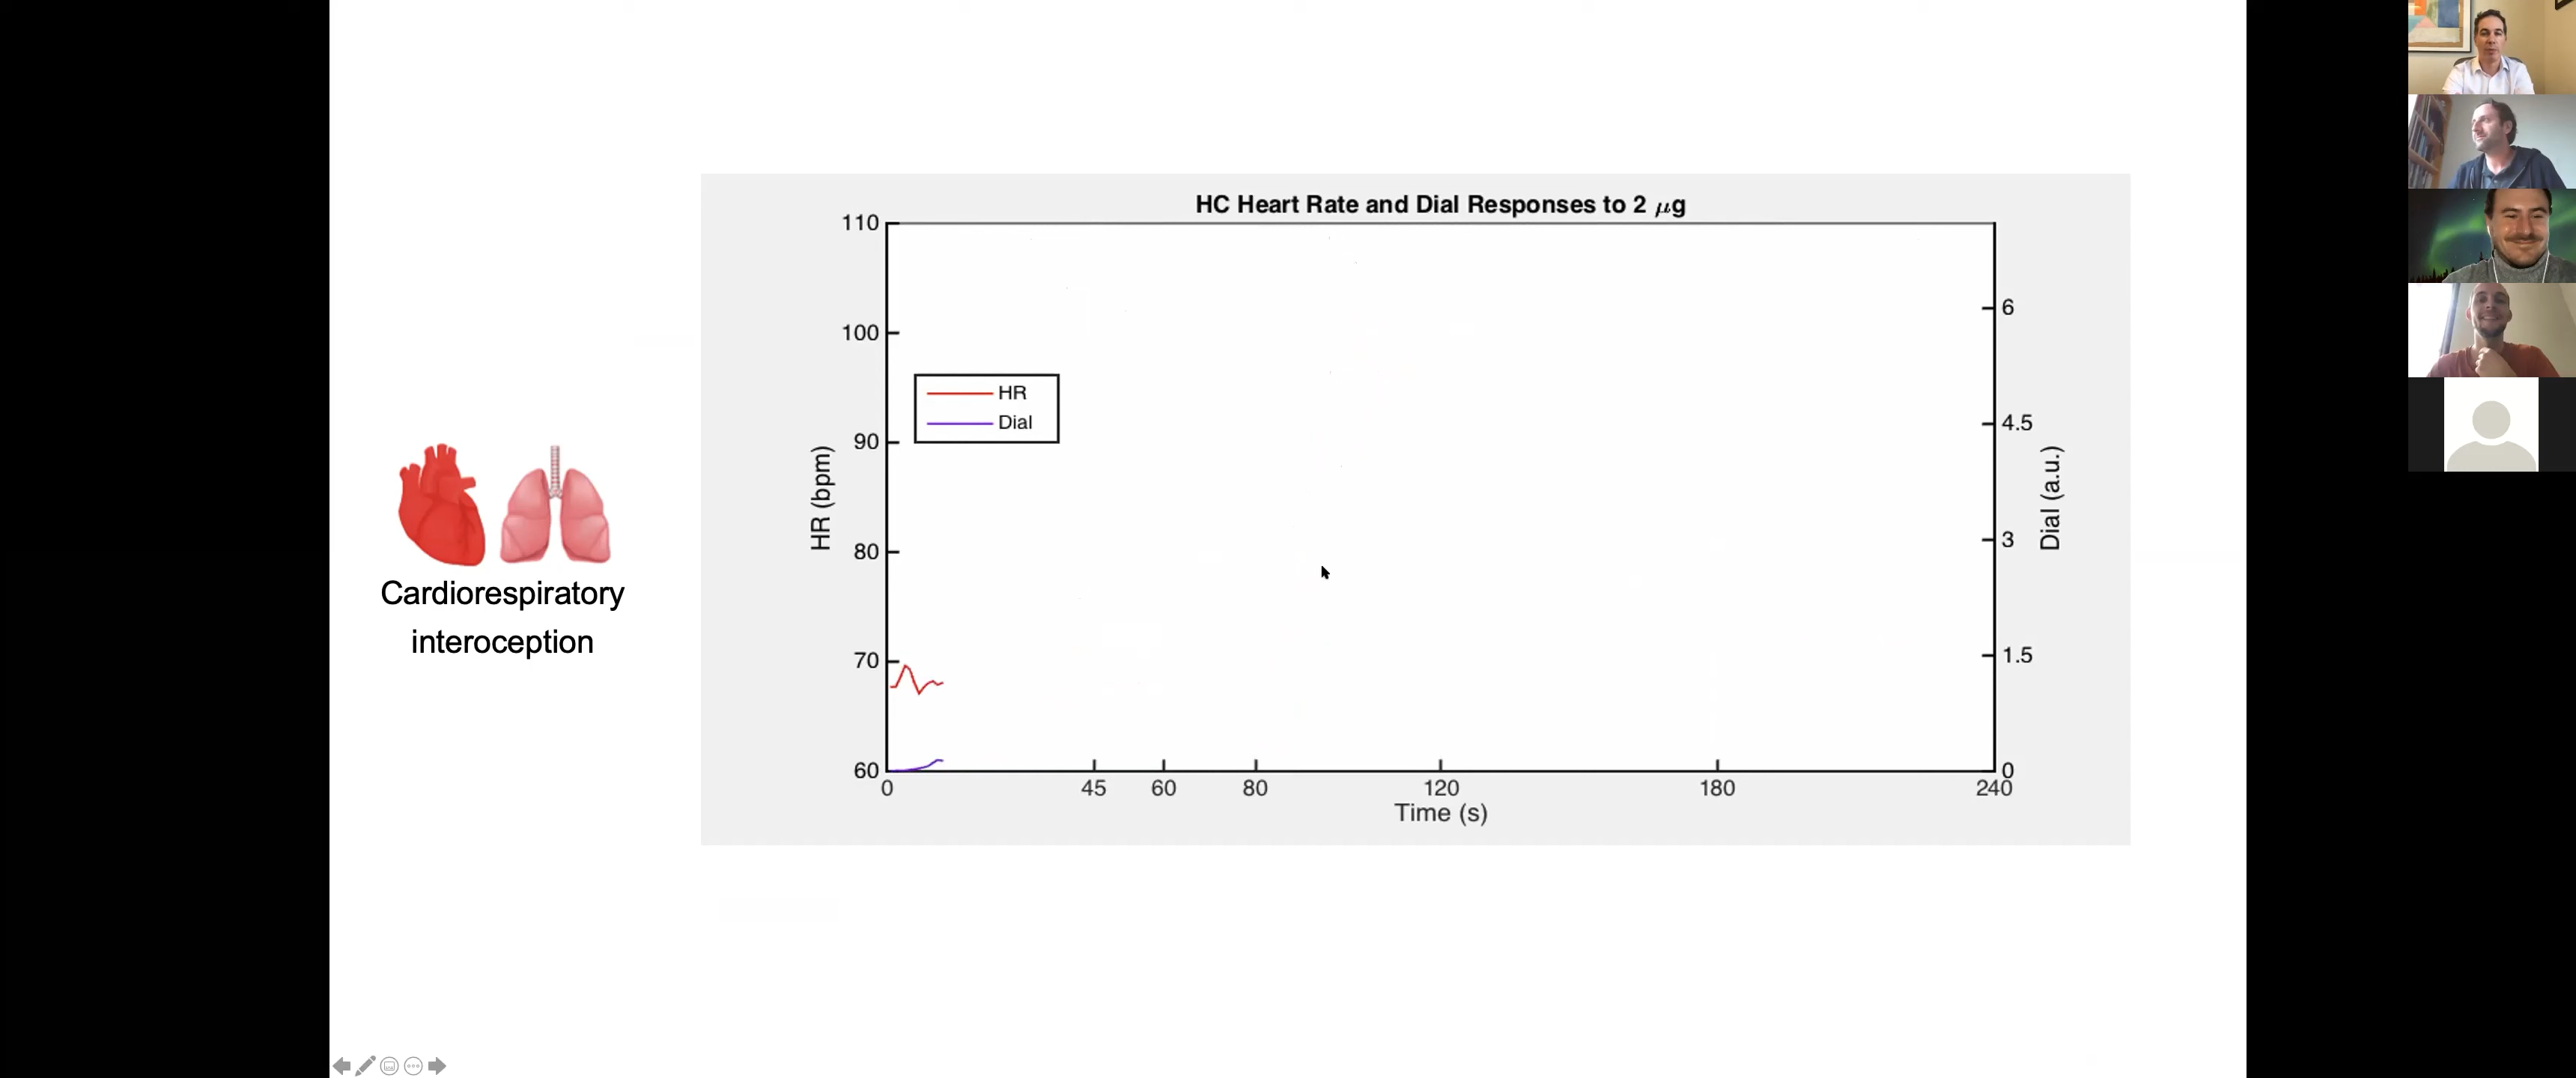 HC Heart Rate and Dial Responses to 2 μg
110
100
90
80
70
60
HR (bpm)
HR
Dial
6
4.5
3
1.5
0
Dial (a.u.)
0 45 60 80 120 180 240
Time (s)
Cardiorespiratory
interoception